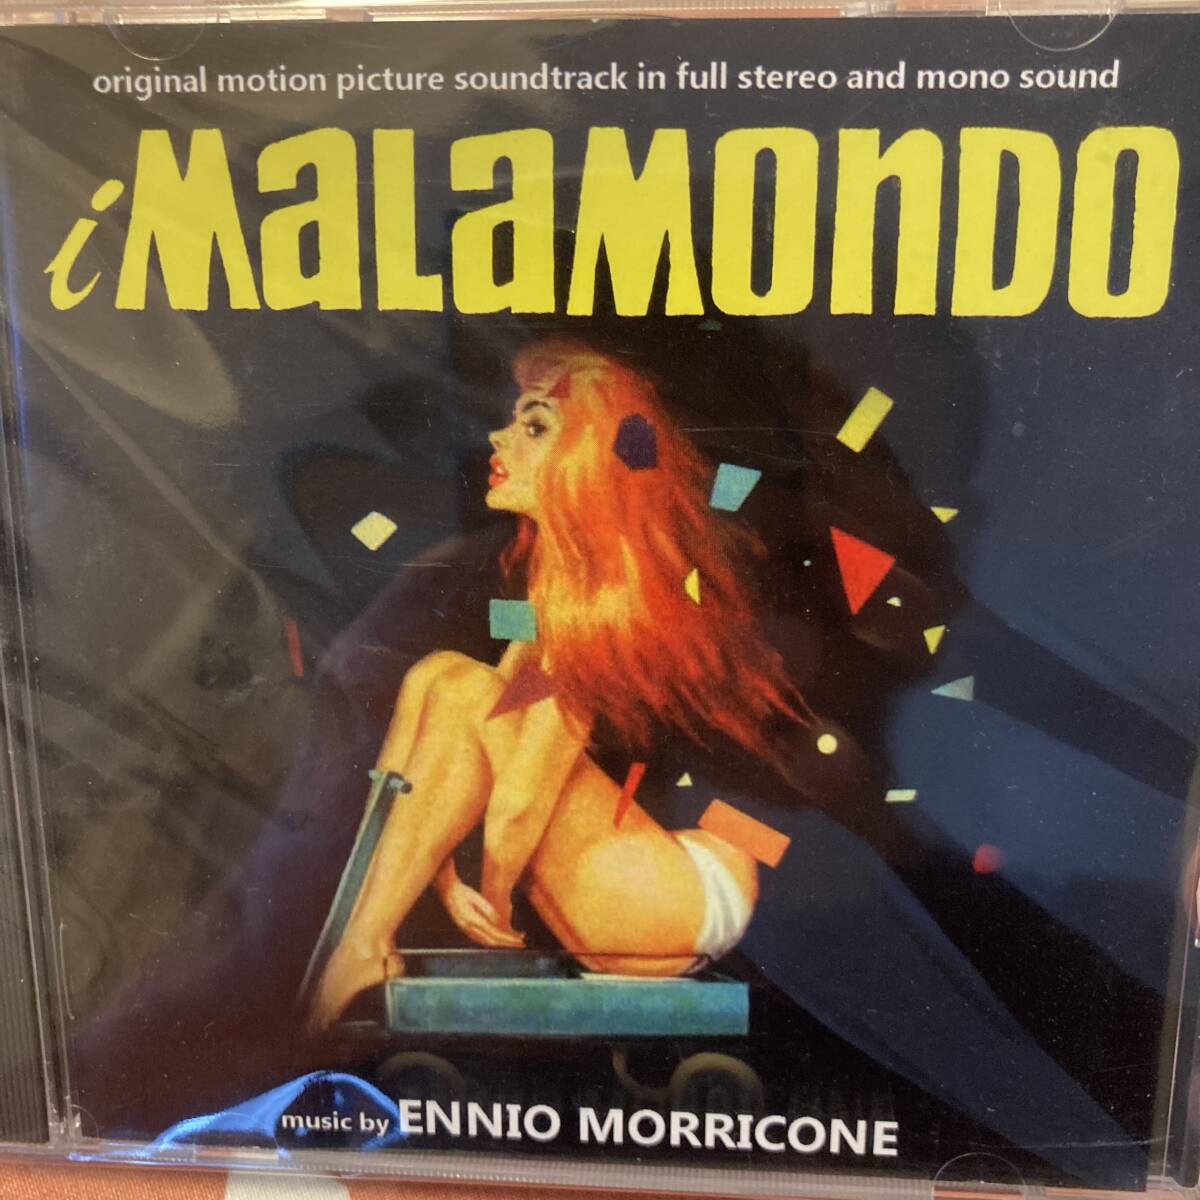 original motion picture soundtrack in full stereo and mono sound
i MaLaMOnDO
music by ENNIO MORRICONE